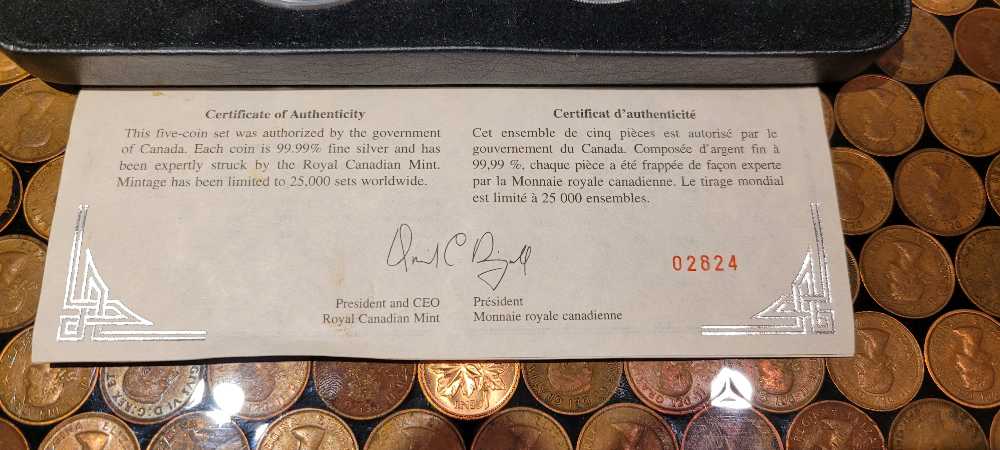 Certificate of Authenticity
This five-coin set was authorized by the government
of Canada. Each coin is 99.99% fine silver and has
been expertly struck by the Royal Canadian Mint.
Mintage has been limited to 25,000 sets worldwide.
Certificat d'authenticité
Cet ensemble de cinq pièces est autorisé par le
gouvernement du Canada. Composée d'argent fin à
99,99 %, chaque pièce a été frappée de façon experte
par la Monnaie royale canadienne. Le tirage mondial
est limité à 25 000 ensembles.
02824
President and CEO
Royal Canadian Mint
Président
Monnaie royale canadienne